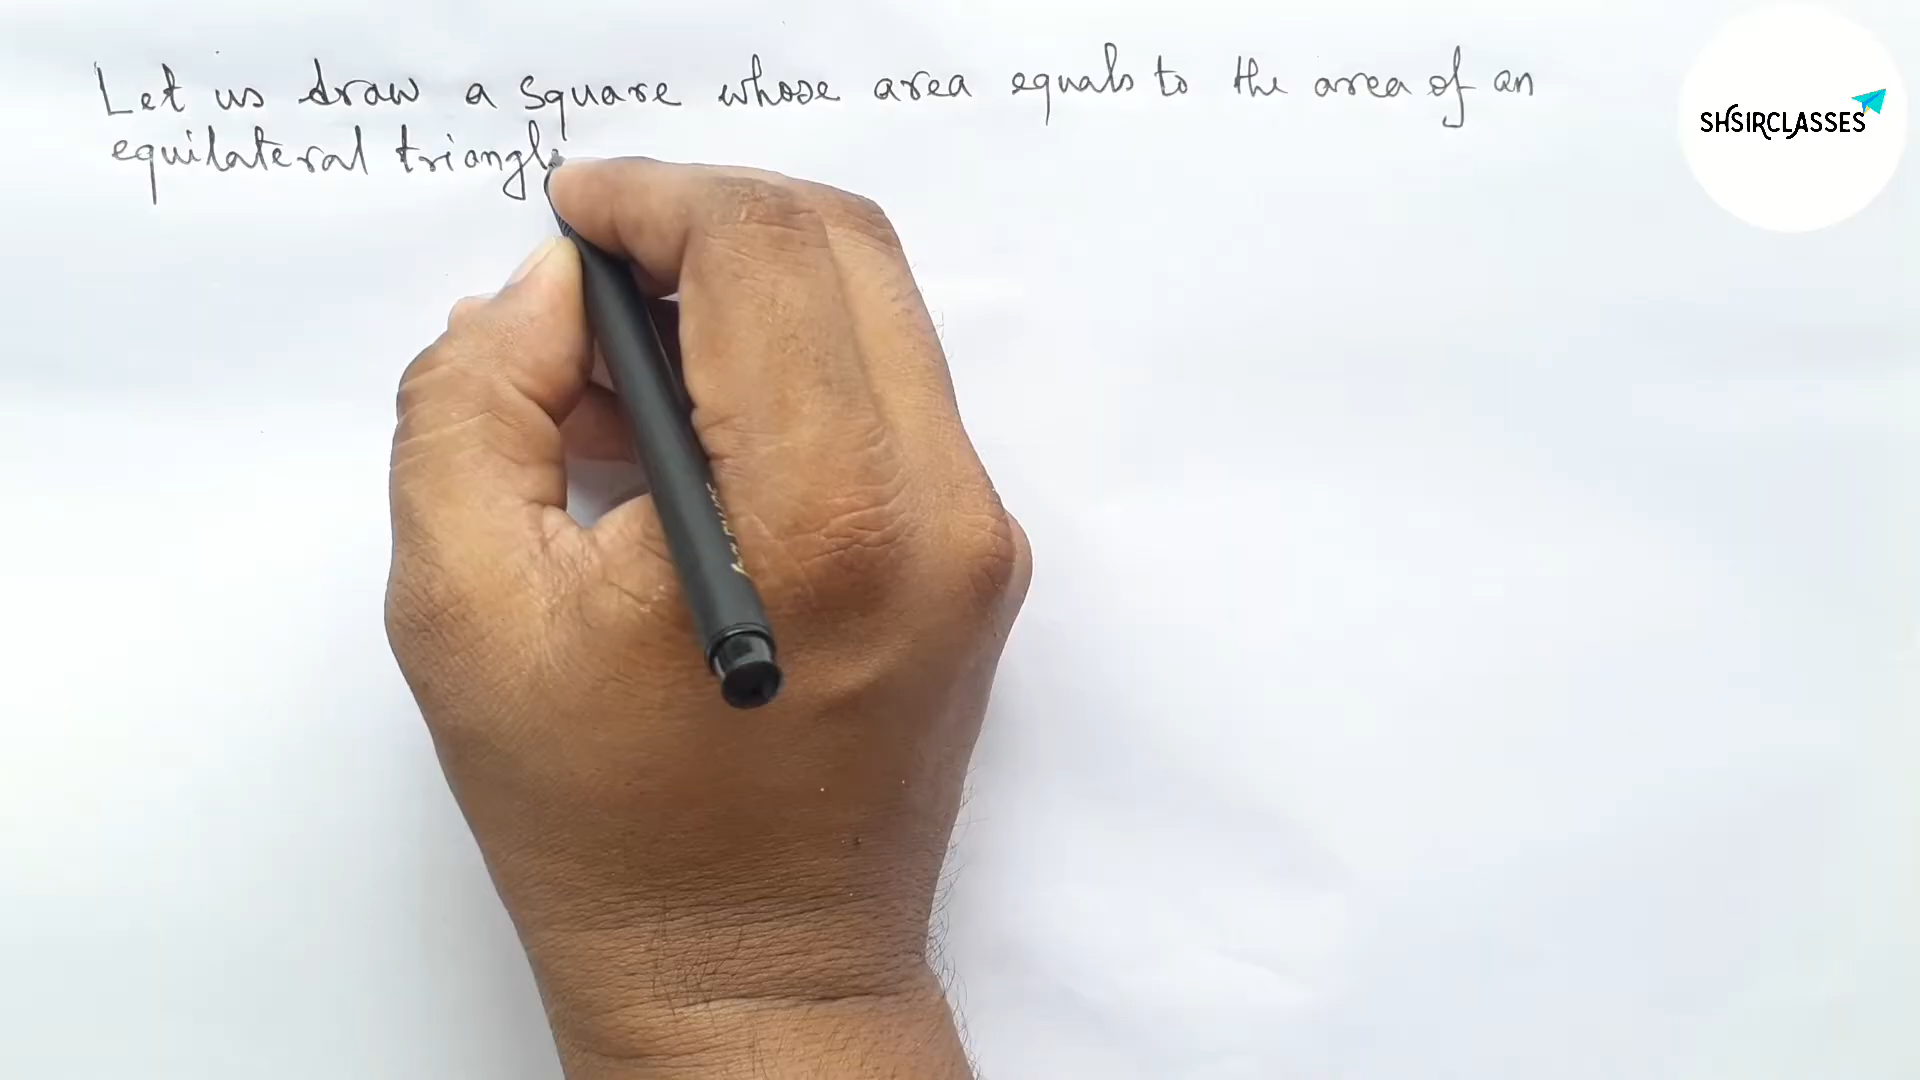 Let us draw a square whose area equals to the area of an
equilateral triangle
SHSIRCLASSES